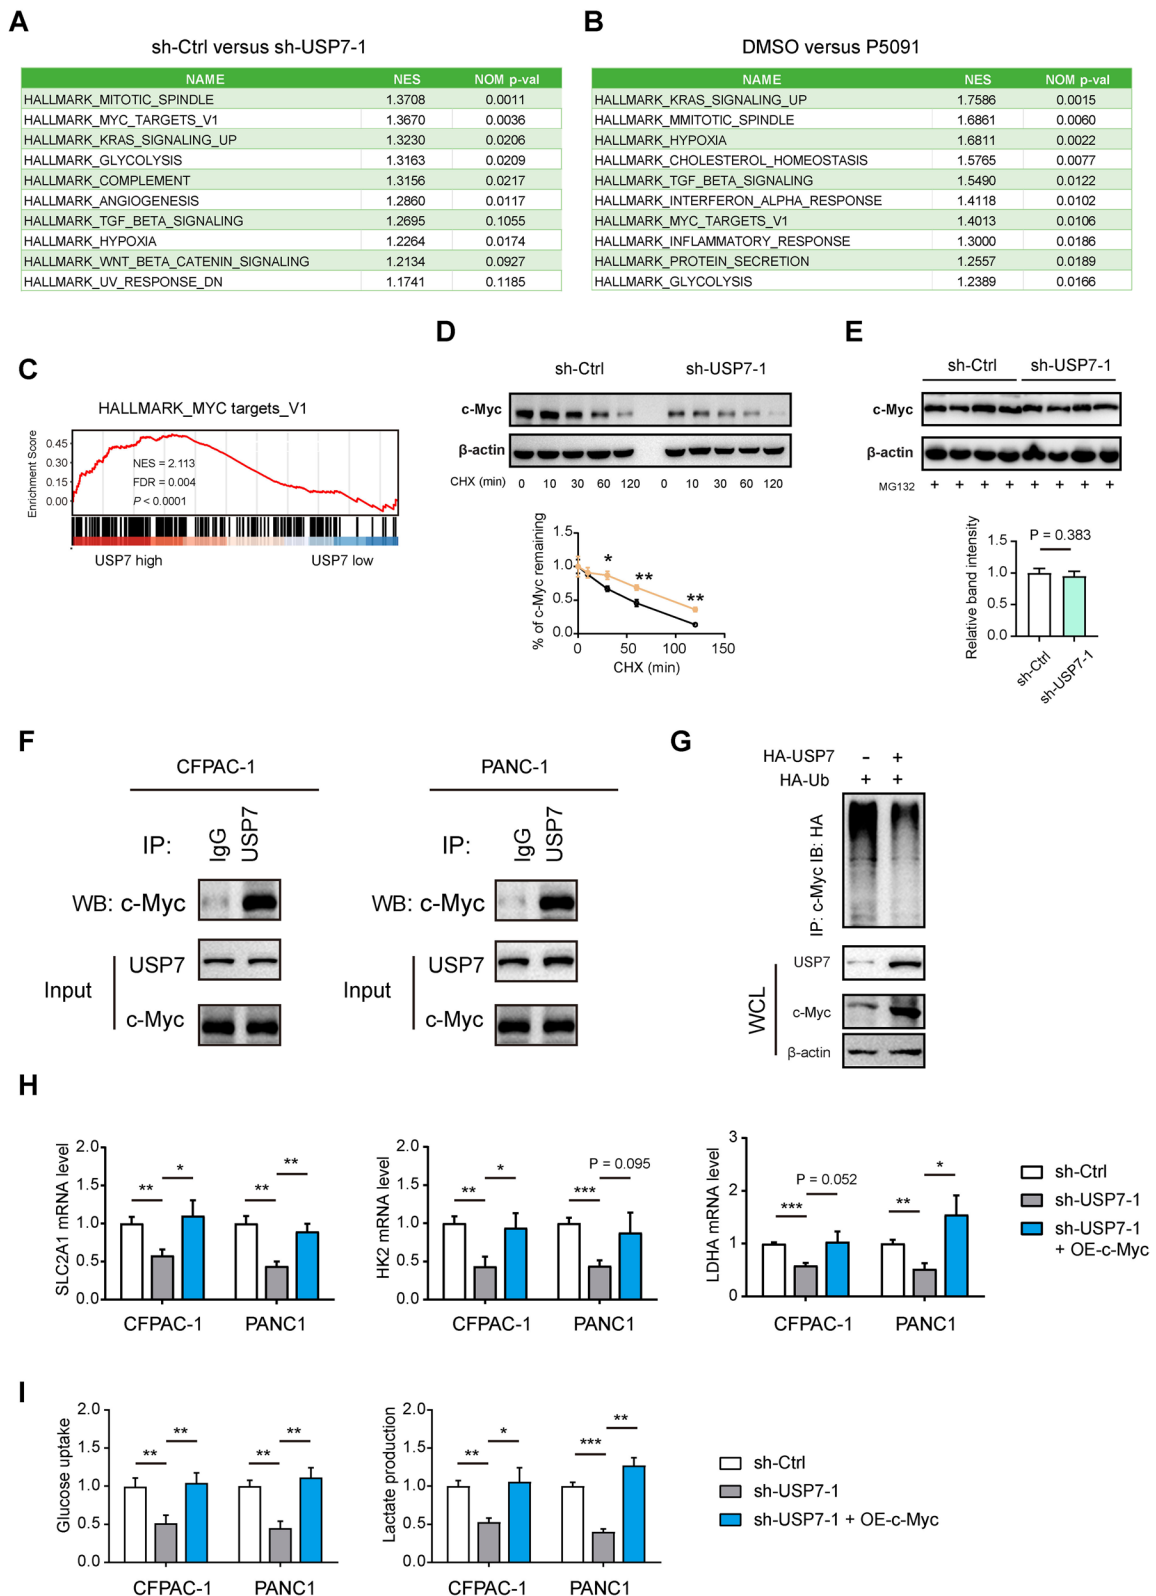 A
sh-Ctrl versus sh-USP7-1
NAME NES NOM p-val
HALLMARK_MITOTIC_SPINDLE 1.3708 0.0011
HALLMARK_MYC_TARGETS_V1 1.3670 0.0036
HALLMARK_KRAS_SIGNALING_UP 1.3230 0.0206
HALLMARK_GLYCOLYSIS 1.3163 0.0209
HALLMARK_COMPLEMENT 1.3156 0.0217
HALLMARK_ANGIOGENESIS 1.2860 0.0117
HALLMARK_TGF_BETA_SIGNALING 1.2695 0.1055
HALLMARK_HYPOXIA 1.2264 0.0174
HALLMARK_WNT_BETA_CATENIN_SIGNALING 1.2134 0.0927
HALLMARK_UV_RESPONSE_DN 1.1741 0.1185
B
DMSO versus P5091
NAME NES NOM p-val
HALLMARK_KRAS_SIGNALING_UP 1.7586 0.0015
HALLMARK_MMITOTIC_SPINDLE 1.6861 0.0060
HALLMARK_HYPOXIA 1.6811 0.0022
HALLMARK_CHOLESTEROL_HOMEOSTASIS 1.5765 0.0077
HALLMARK_TGF_BETA_SIGNALING 1.5490 0.0122
HALLMARK_INTERFERON_ALPHA_RESPONSE 1.4118 0.0102
HALLMARK_MYC_TARGETS_V1 1.4013 0.0106
HALLMARK_INFLAMMATORY_RESPONSE 1.3000 0.0186
HALLMARK_PROTEIN_SECRETION 1.2557 0.0189
HALLMARK_GLYCOLYSIS 1.2389 0.0166
C
HALLMARK_MYC targets_V1
Enrichment Score
0.45
0.30
0.15
0.00
NES = 2.113
FDR = 0.004
P < 0.0001
USP7 high USP7 low
D
sh-Ctrl sh-USP7-1
c-Myc
β-actin
CHX (min) 0 10 30 60 120 0 10 30 60 120
% of c-Myc remaining
1.5
1.0
0.5
0.0
* ** **
0 50 100 150
CHX (min)
E
sh-Ctrl sh-USP7-1
c-Myc
β-actin
MG132 + + + + + + + +
Relative band intensity
1.5
1.0
0.5
0.0
P = 0.383
sh-Ctrl
sh-USP7-1
F
CFPAC-1
IP: IgG USP7
WB: c-Myc
Input
USP7
c-Myc
PANC-1
IP: IgG USP7
WB: c-Myc
Input
USP7
c-Myc
G
HA-USP7 - +
HA-Ub + +
IP: c-Myc IB: HA
WCL
USP7
c-Myc
β-actin
H
SLC2A1 mRNA level
2.0
1.5
1.0
0.5
0.0
** * ** **
CFPAC-1 PANC1
HK2 mRNA level
2.0
1.5
1.0
0.5
0.0
** * *** P = 0.095
CFPAC-1 PANC1
LDHA mRNA level
3
2
1
0
*** P = 0.052 ** *
CFPAC-1 PANC1
sh-Ctrl
sh-USP7-1
sh-USP7-1
+ OE-c-Myc
I
Glucose uptake
2.0
1.5
1.0
0.5
0.0
** ** ** **
CFPAC-1 PANC1
Lactate production
2.0
1.5
1.0
0.5
0.0
** * *** **
CFPAC-1 PANC1
sh-Ctrl
sh-USP7-1
sh-USP7-1 + OE-c-Myc